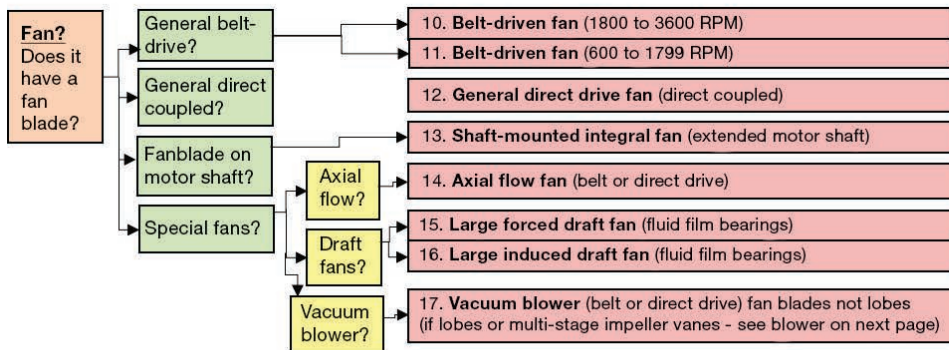 Fan?
Does it
have a
fan
blade?
General belt-
drive?
General direct
coupled?
Fanblade on
motor shaft?
Special fans?
Axial
flow?
Draft
fans?
Vacuum
blower?
10. Belt-driven fan (1800 to 3600 RPM)
11. Belt-driven fan (600 to 1799 RPM)
12. General direct drive fan (direct coupled)
13. Shaft-mounted integral fan (extended motor shaft)
14. Axial flow fan (belt or direct drive)
15. Large forced draft fan (fluid film bearings)
16. Large induced draft fan (fluid film bearings)
17. Vacuum blower (belt or direct drive) fan blades not lobes
(if lobes or multi-stage impeller vanes - see blower on next page)